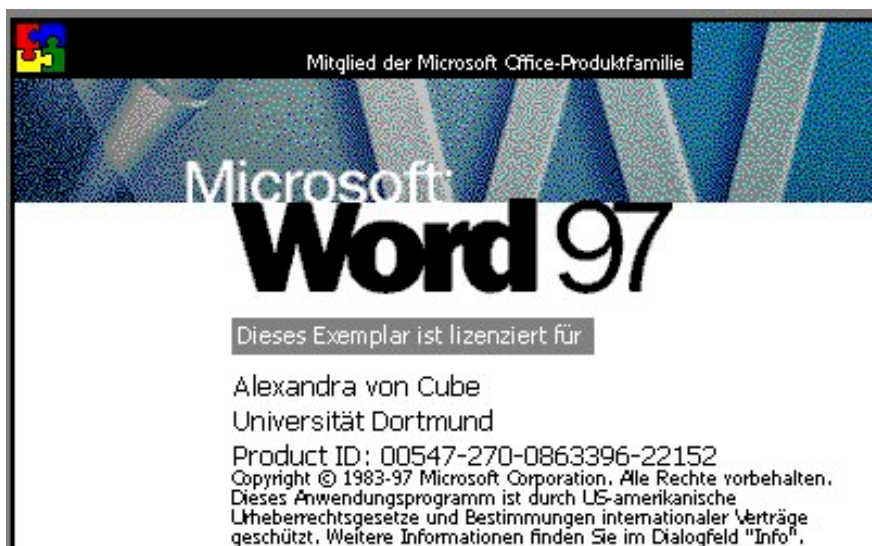 Mitglied der Microsoft Office-Produktfamilie
Microsoft
Word 97
Dieses Exemplar ist lizenziert für
Alexandra von Cube
Universität Dortmund
Product ID: 00547-270-0863396-22152
Copyright © 1983-97 Microsoft Corporation. Alle Rechte vorbehalten.
Dieses Anwendungsprogramm ist durch US-amerikanische
Urheberrechtsgesetze und Bestimmungen internationaler Verträge
geschützt. Weitere Informationen finden Sie im Dialogfeld "Info".